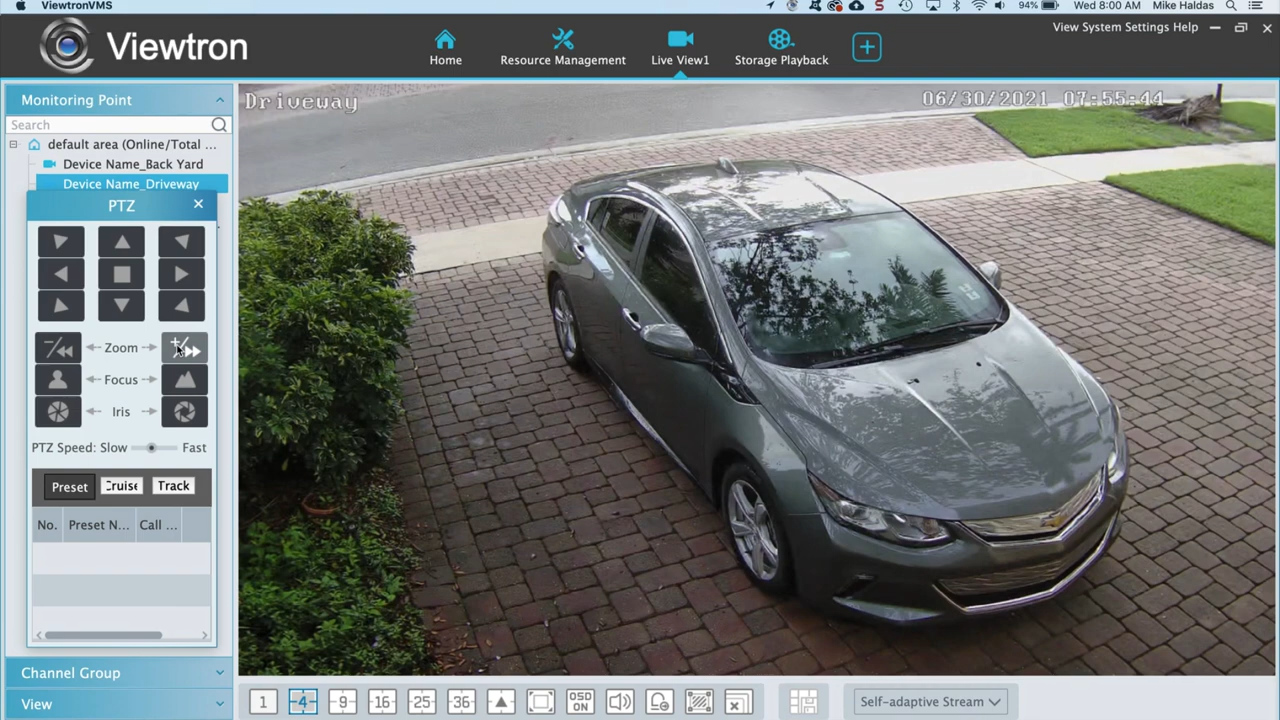 ViewtronVMS
S
94%
Wed 8:00 AM
Mike Haldas
Viewtron
Home
Resource Management
Live View1
Storage Playback
View System Settings Help
Monitoring Point
Search
default area (Online/Total ...
Device Name_Back Yard
Device Name_Driveway
PTZ
Zoom
Focus
Iris
PTZ Speed: Slow
Fast
Preset
Cruise
Track
No.
Preset N...
Call ...
Channel Group
View
Driveway
06/30/2021 07:55:44
1
4
9
16
25
36
OSD
ON
Self-adaptive Stream